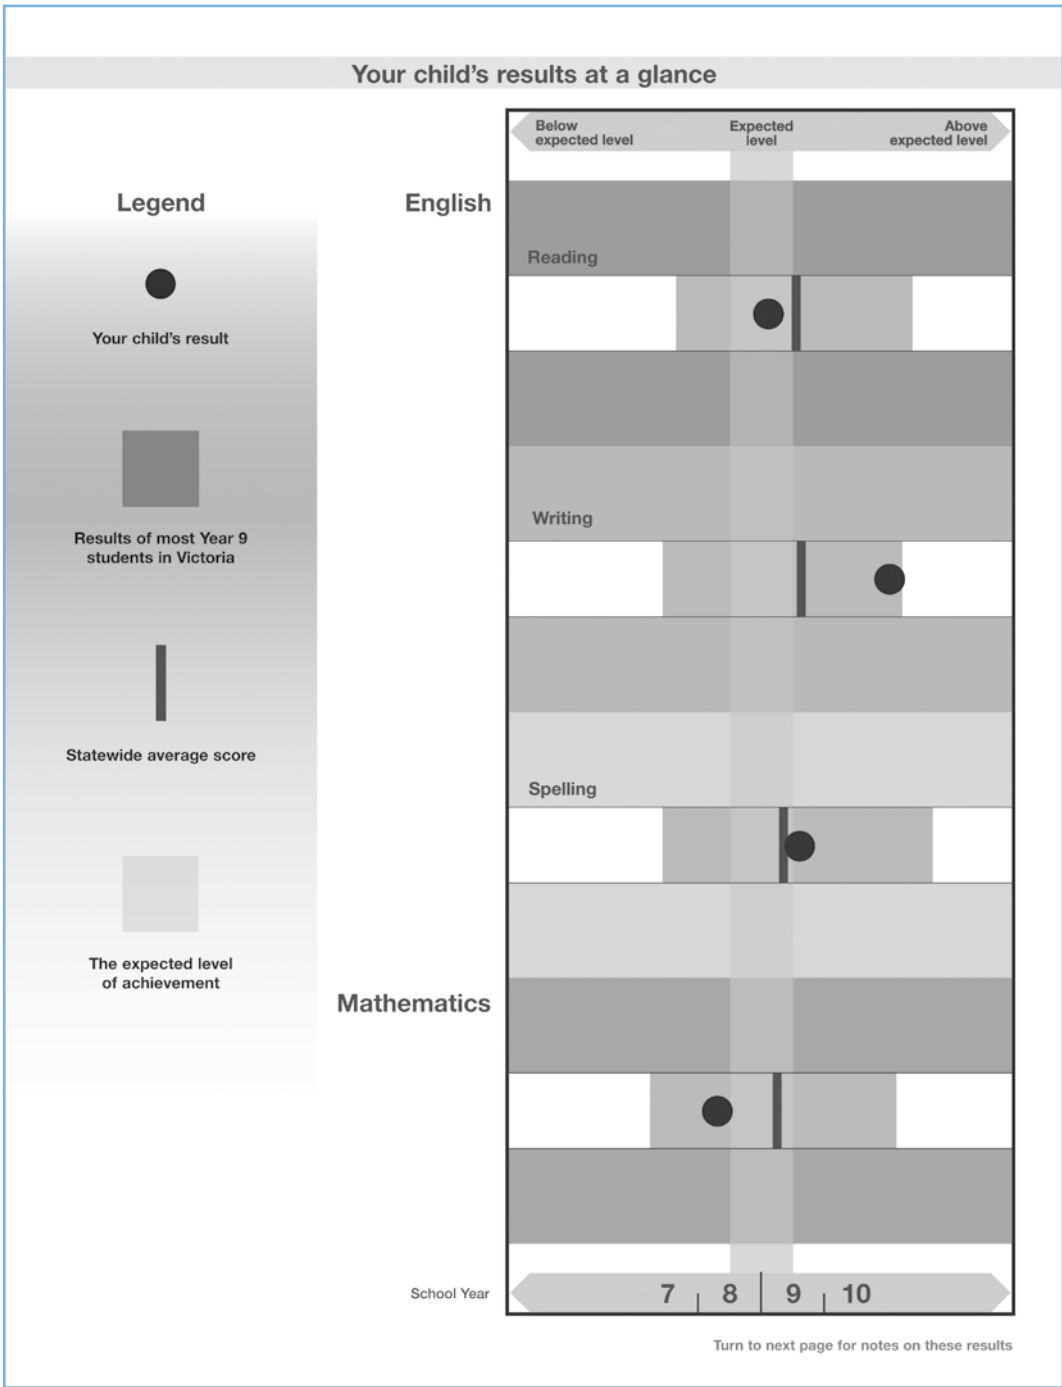 Your child's results at a glance
Below
expected level
Expected
level
Above
expected level
Legend
English
Reading
Your child's result
Writing
Results of most Year 9
students in Victoria
Statewide average score
Spelling
The expected level
of achievement
Mathematics
School Year
7 8 9 10
Turn to next page for notes on these results